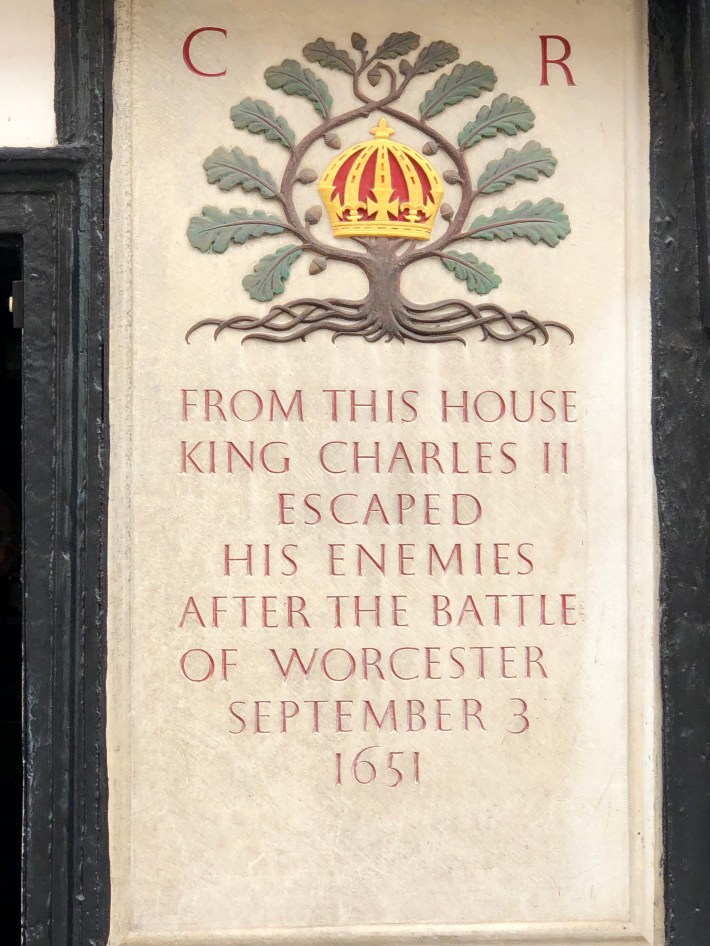 C R
FROM THIS HOUSE
KING CHARLES II
ESCAPED
HIS ENEMIES
AFTER THE BATTLE
OF WORCESTER
SEPTEMBER 3
1651